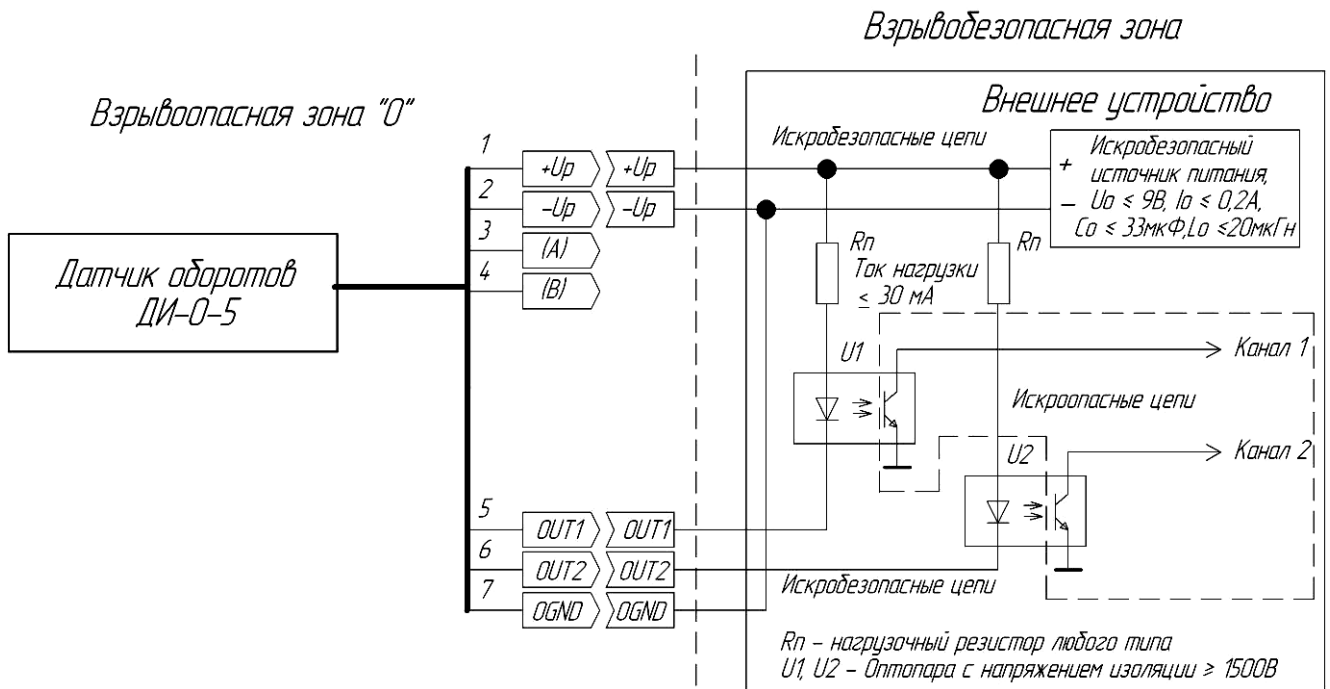 Взрывобезопасная зона
Взрывоопасная зона "0"
Внешнее устройство
Искробезопасные цепи
+ Искробезопасный
источник питания,
– Uo ≤ 9В, Io ≤ 0,2А,
Co ≤ 33мкФ, Lo ≤20мкГн
1
+Up +Up
2
–Up –Up
3
(A)
4
(B)
Датчик оборотов
ДИ–О–5
Rn
Ток нагрузки
≤ 30 мА
Rn
U1
Канал 1
Искроопасные цепи
U2
Канал 2
5
OUT1 OUT1
6
OUT2 OUT2
7
OGND OGND
Искробезопасные цепи
Rn – нагрузочный резистор любого типа
U1, U2 – Оптопара с напряжением изоляции ≥ 1500В